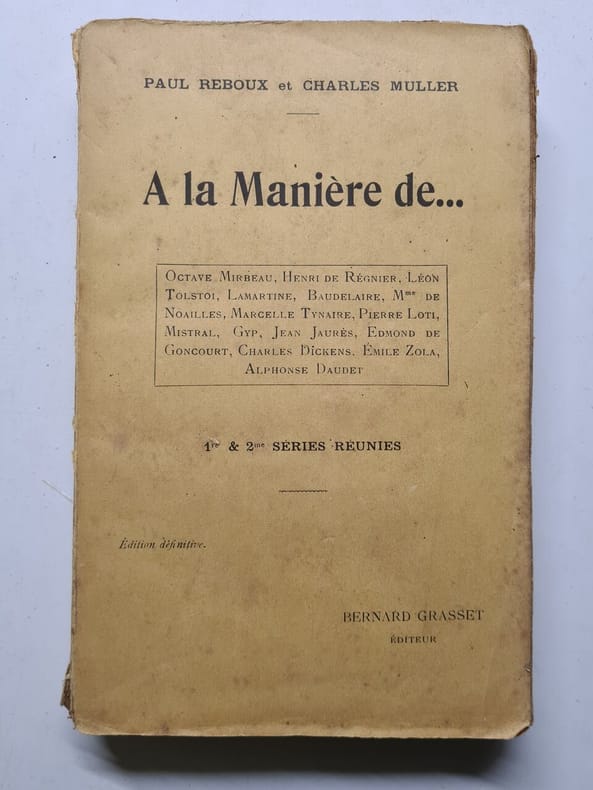 PAUL REBOUX et CHARLES MULLER
A la Manière de...
OCTAVE MIRBEAU, HENRI DE RÉGNIER, LÉON
TOLSTOÏ, LAMARTINE, BAUDELAIRE, Mme DE
NOAILLES, MARCELLE TYNAIRE, PIERRE LOTI,
MISTRAL, GYP, JEAN JAURÈS, EDMOND DE
GONCOURT, CHARLES DICKENS, ÉMILE ZOLA,
ALPHONSE DAUDET
1re & 2me SÉRIES RÉUNIES
Édition définitive.
BERNARD GRASSET
ÉDITEUR